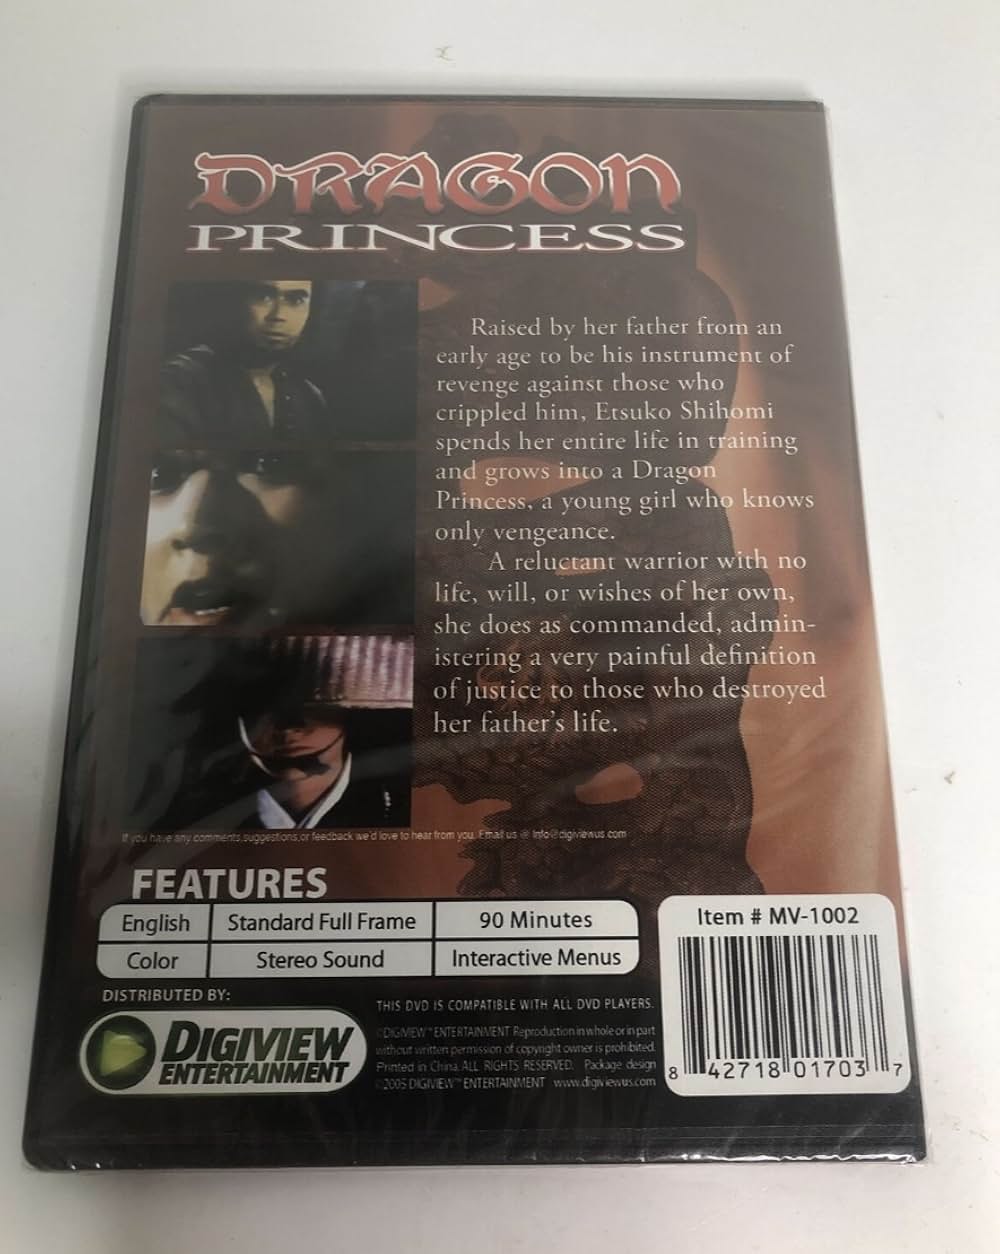 DRAGON
PRINCESS
Raised by her father from an
early age to be his instrument of
revenge against those who
crippled him, Etsuko Shihomi
spends her entire life in training
and grows into a Dragon
Princess, a young girl who knows
only vengeance.
A reluctant warrior with no
life, will, or wishes of her own,
she does as commanded, admin-
istering a very painful definition
of justice to those who destroyed
her father's life.
If you have any comments,suggestions,or feedback we'd love to hear from you. Email us @ Info@digiviewus.com
FEATURES
English Standard Full Frame 90 Minutes
Color Stereo Sound Interactive Menus
DISTRIBUTED BY:
DIGIVIEW
ENTERTAINMENT
THIS DVD IS COMPATIBLE WITH ALL DVD PLAYERS.
©DIGIVIEW™ ENTERTAINMENT Reproduction in whole or in part
without written permission of copyright owner is prohibited.
Printed in China. ALL RIGHTS RESERVED. Package design
©2005 DIGIVIEW™ ENTERTAINMENT www.digiviewus.com
Item # MV-1002
8 42718 01703 7